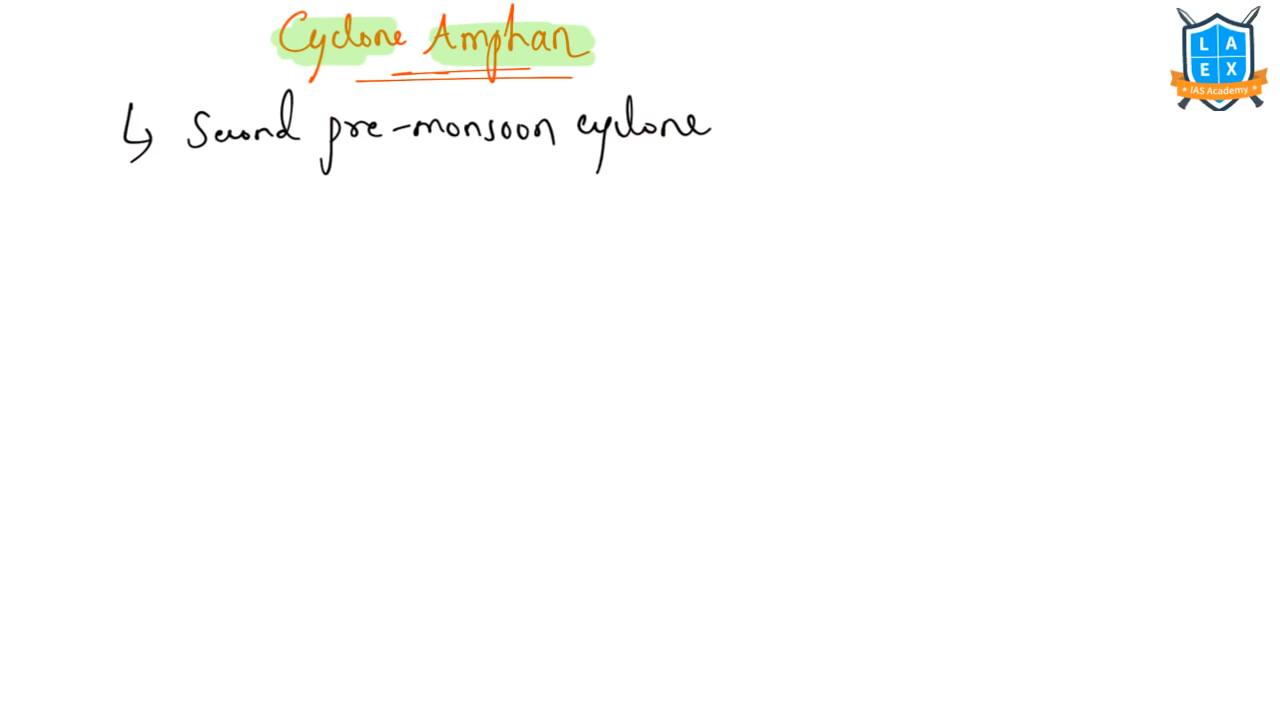 Cyclone Amphan
↳ Second pre-monsoon cyclone
L A
E X
IAS Academy